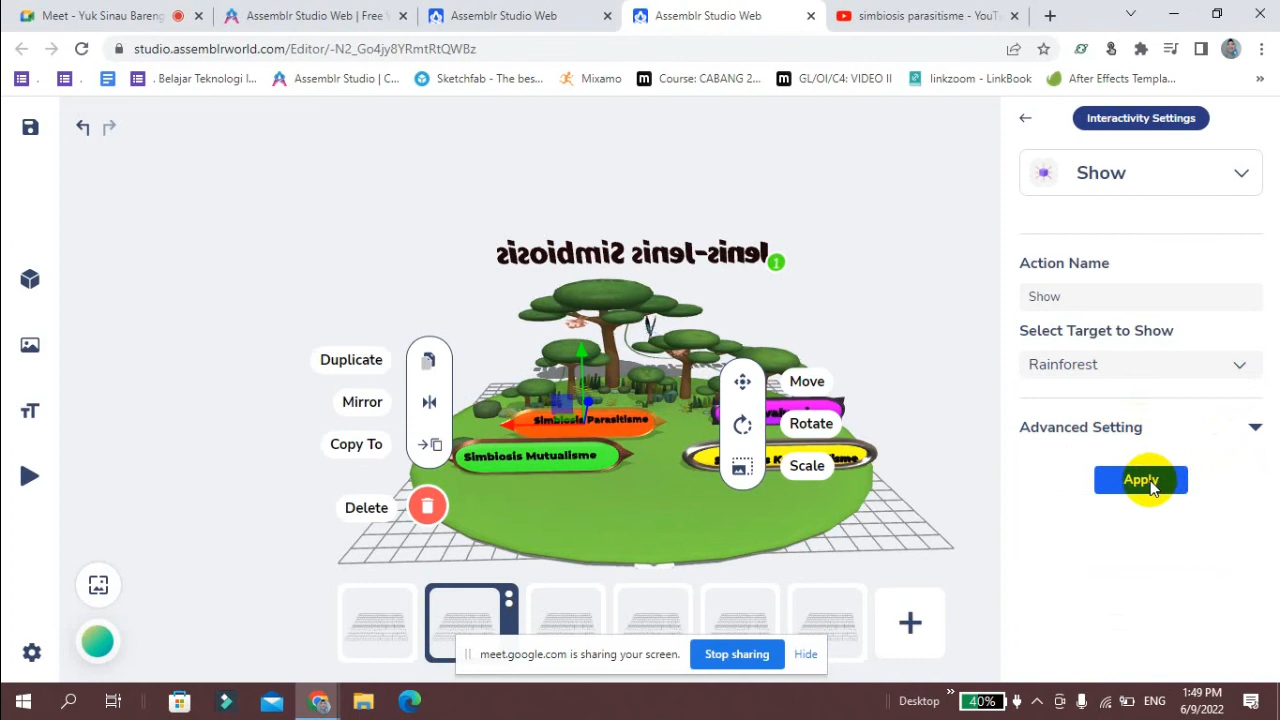 Meet - Yuk Sinau Bareng
Assemblr Studio Web | Free
Assemblr Studio Web
Assemblr Studio Web
simbiosis parasitisme - YouT
studio.assemblrworld.com/Editor/-N2_Go4jy8YRmtRtQWBz
Belajar Teknologi I...
Assemblr Studio | C...
Sketchfab - The bes...
Mixamo
Course: CABANG 2...
GL/OI/C4: VIDEO II
linkzoom - LinkBook
After Effects Templa...
Interactivity Settings
Show
Jenis-Jenis Simbiosis
1
Action Name
Show
Select Target to Show
Rainforest
Duplicate
Mirror
Copy To
Delete
Move
Rotate
Scale
Simbiosis Parasitisme
Simbiosis Mutualisme
Advanced Setting
Apply
meet.google.com is sharing your screen.
Stop sharing
Hide
Desktop
40%
ENG
1:49 PM
6/9/2022